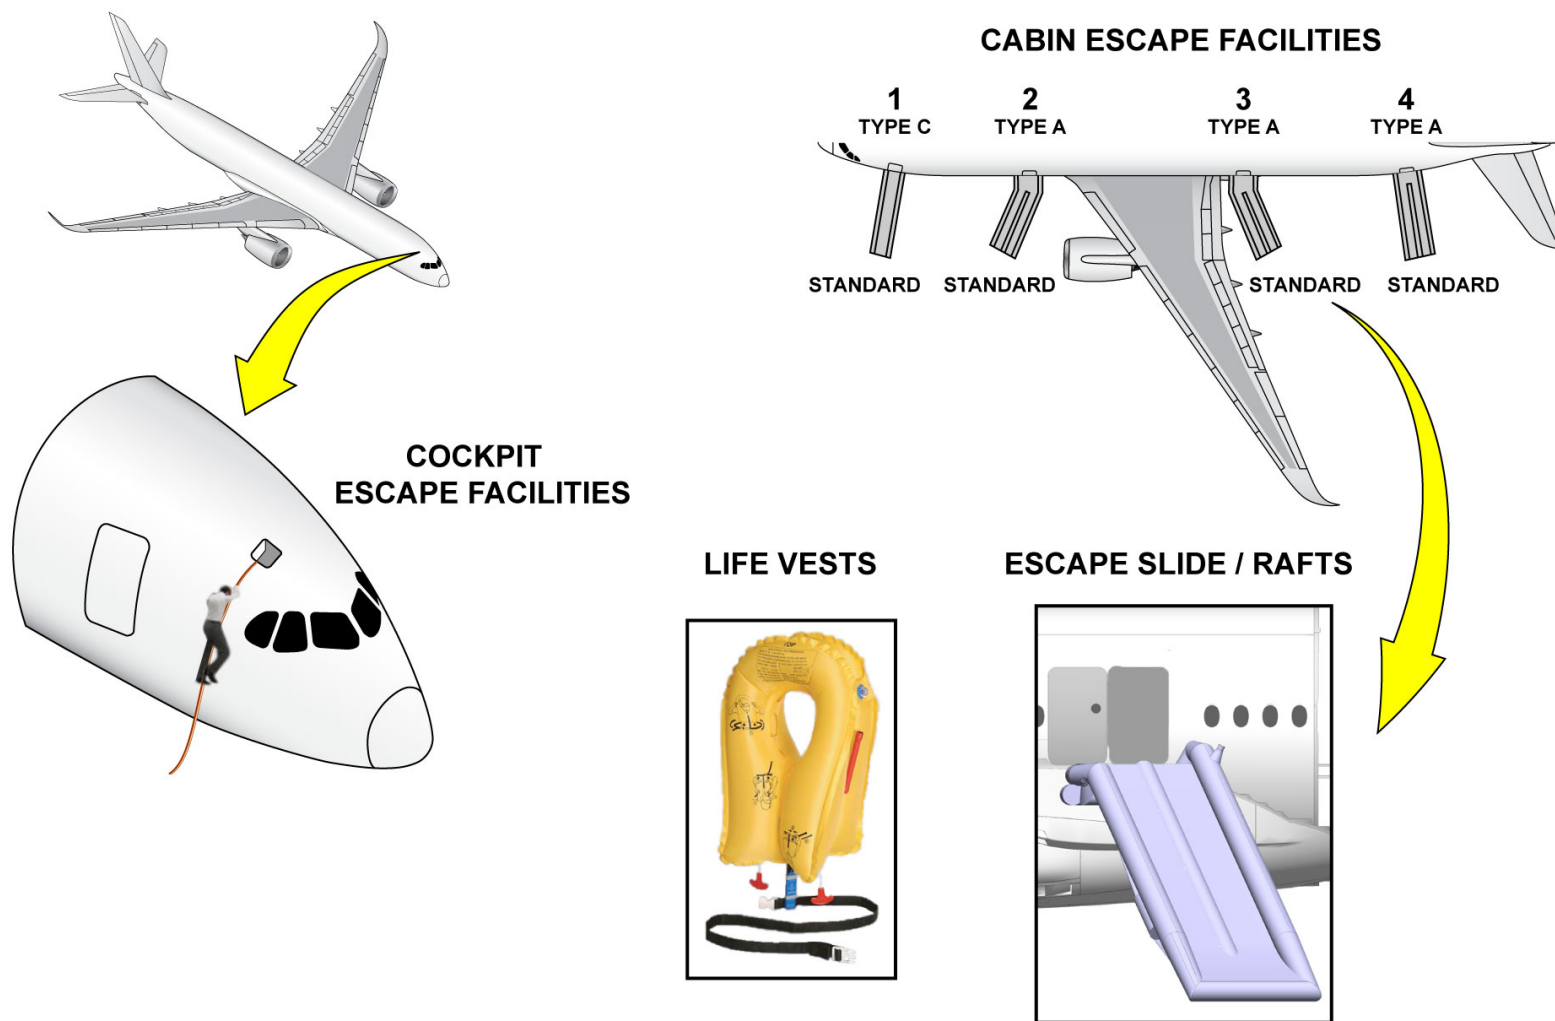 CABIN ESCAPE FACILITIES
1
TYPE C
2
TYPE A
3
TYPE A
4
TYPE A
STANDARD
STANDARD
STANDARD
STANDARD
COCKPIT
ESCAPE FACILITIES
LIFE VESTS
ESCAPE SLIDE / RAFTS